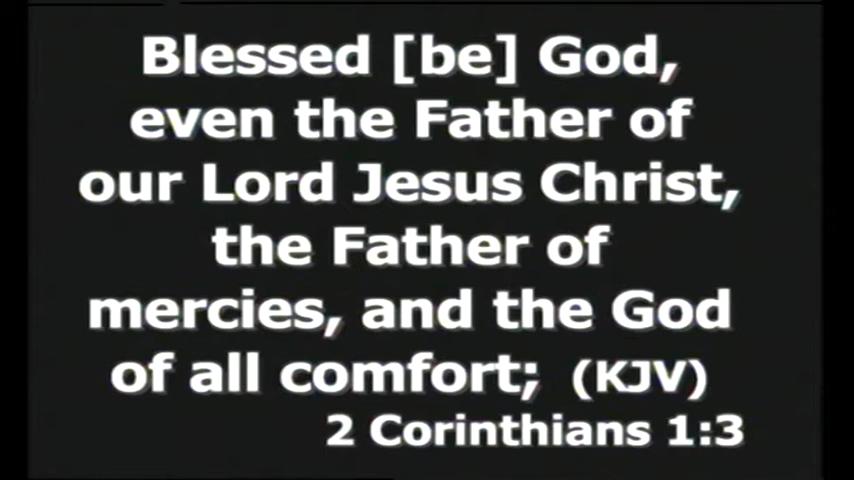 Blessed [be] God,
even the Father of
our Lord Jesus Christ,
the Father of
mercies, and the God
of all comfort; (KJV)
2 Corinthians 1:3